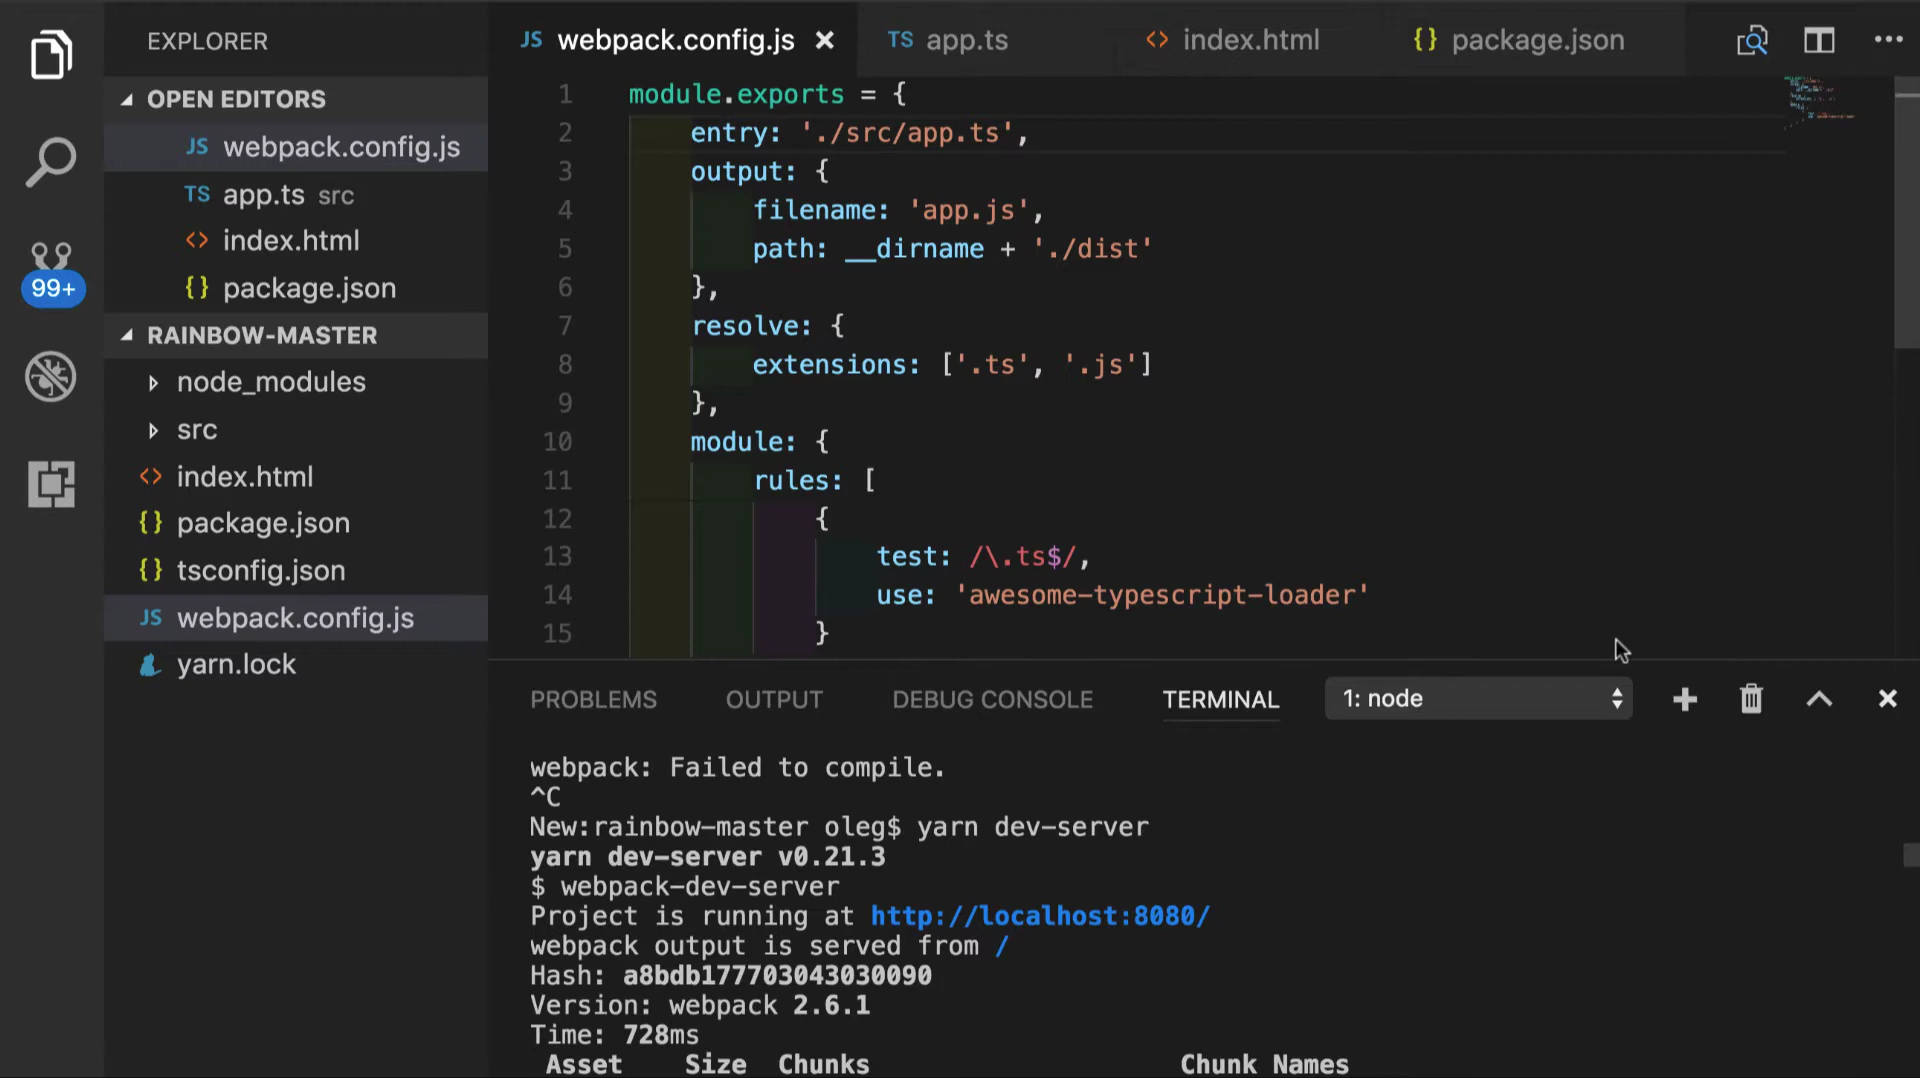 EXPLORER
OPEN EDITORS
JS webpack.config.js
TS app.ts src
<> index.html
{} package.json
99+
RAINBOW-MASTER
node_modules
src
<> index.html
{} package.json
{} tsconfig.json
JS webpack.config.js
yarn.lock
JS webpack.config.js × TS app.ts <> index.html {} package.json
1 module.exports = {
2 entry: './src/app.ts',
3 output: {
4 filename: 'app.js',
5 path: __dirname + './dist'
6 },
7 resolve: {
8 extensions: ['.ts', '.js']
9 },
10 module: {
11 rules: [
12 {
13 test: /\.ts$/,
14 use: 'awesome-typescript-loader'
15 }
PROBLEMS OUTPUT DEBUG CONSOLE TERMINAL 1: node
webpack: Failed to compile.
^C
New:rainbow-master oleg$ yarn dev-server
yarn dev-server v0.21.3
$ webpack-dev-server
Project is running at http://localhost:8080/
webpack output is served from /
Hash: a8bdb177703043030090
Version: webpack 2.6.1
Time: 728ms
Asset Size Chunks Chunk Names